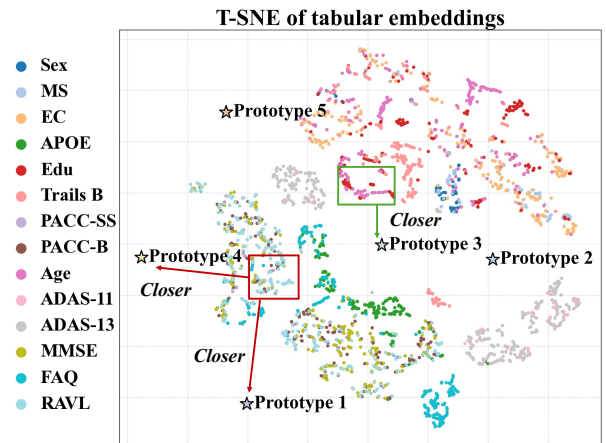 T-SNE of tabular embeddings
Sex
MS
EC
APOE
Edu
Trails B
PACC-SS
PACC-B
Age
ADAS-11
ADAS-13
MMSE
FAQ
RAVL
Prototype 5
Closer
Prototype 3
Prototype 4
Prototype 2
Closer
Closer
Prototype 1